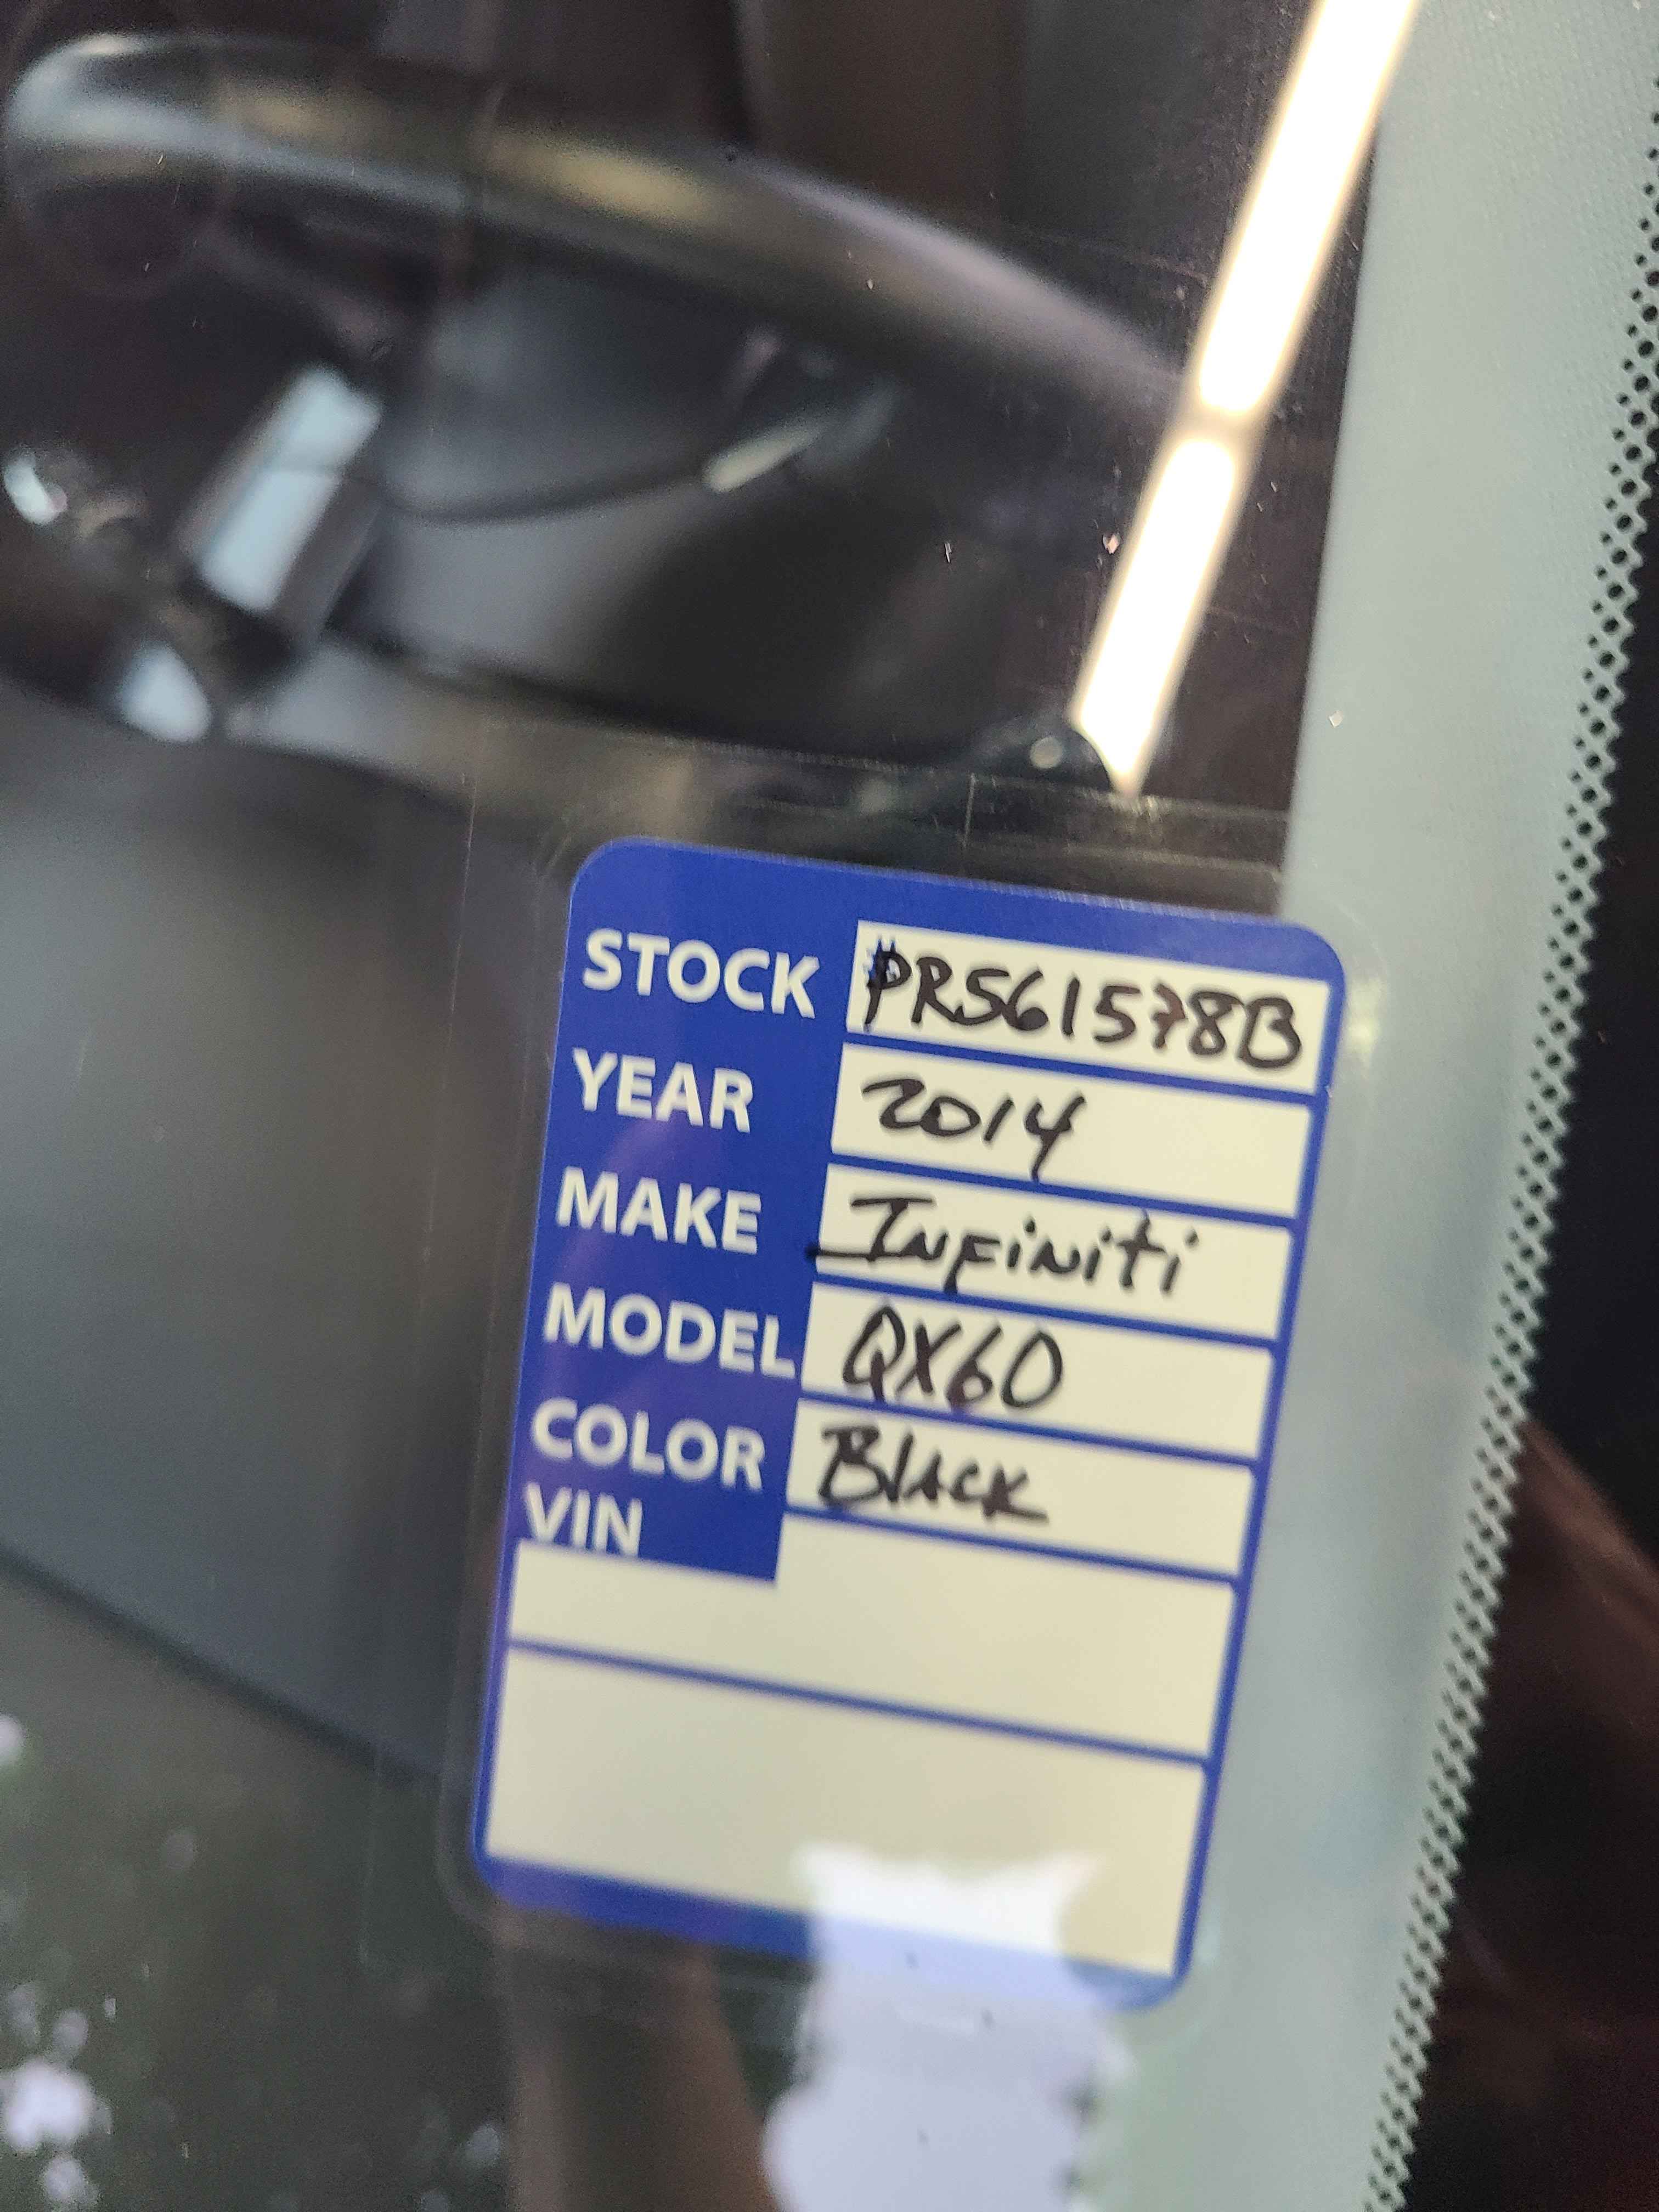 STOCK #PR561578B
YEAR 2014
MAKE Infiniti
MODEL QX60
COLOR Black
VIN